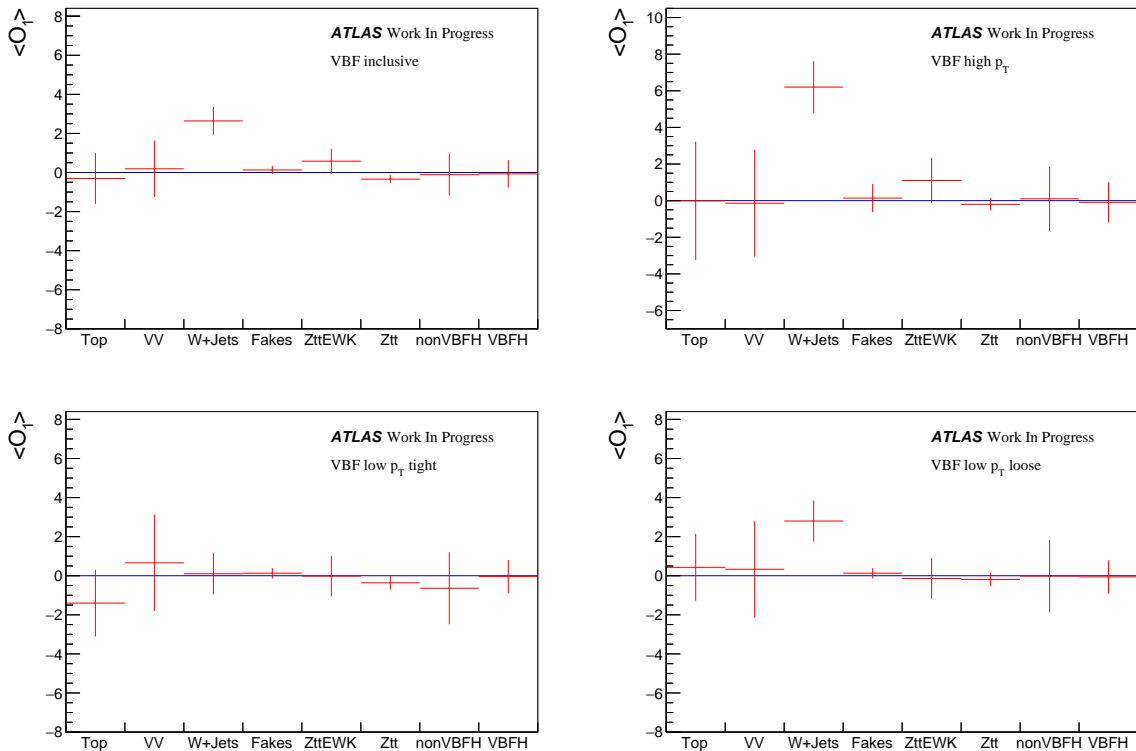 <O₁>
8
6
4
2
0
−2
−4
−6
−8
ATLAS Work In Progress
VBF inclusive
Top VV W+Jets Fakes ZttEWK Ztt nonVBFH VBFH
<O₁>
10
8
6
4
2
0
−2
−4
−6
ATLAS Work In Progress
VBF high p_T
Top VV W+Jets Fakes ZttEWK Ztt nonVBFH VBFH
<O₁>
8
6
4
2
0
−2
−4
−6
−8
ATLAS Work In Progress
VBF low p_T tight
Top VV W+Jets Fakes ZttEWK Ztt nonVBFH VBFH
<O₁>
8
6
4
2
0
−2
−4
−6
−8
ATLAS Work In Progress
VBF low p_T loose
Top VV W+Jets Fakes ZttEWK Ztt nonVBFH VBFH